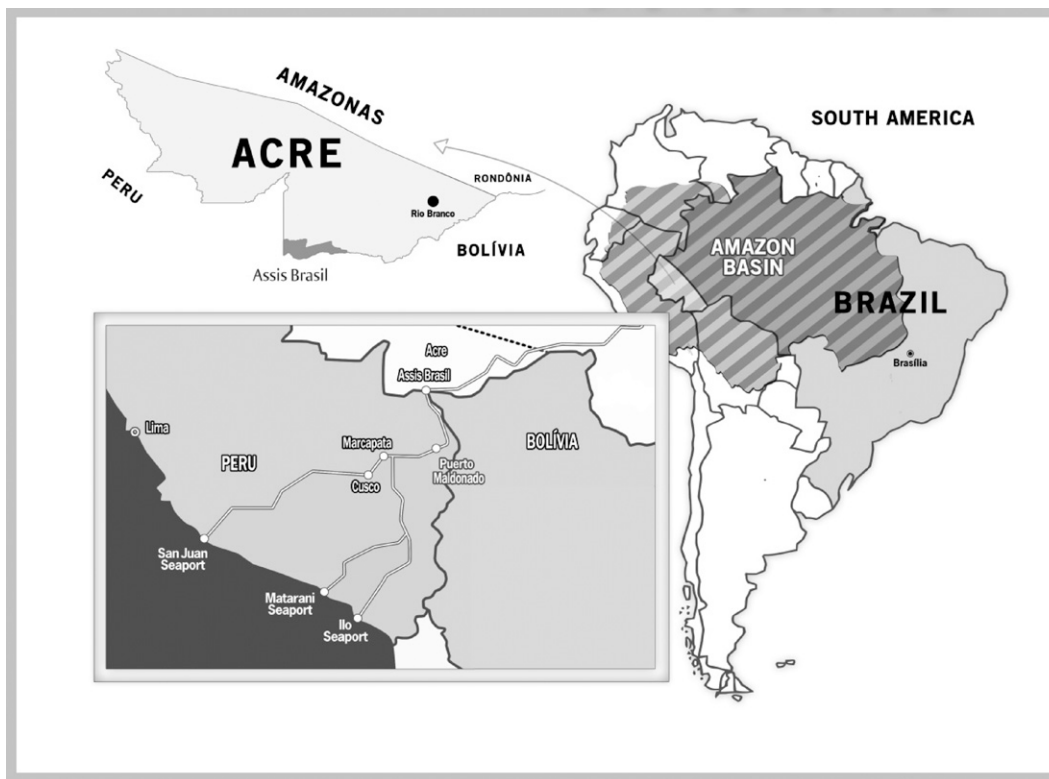 AMAZONAS
SOUTH AMERICA
ACRE
PERU
RONDÔNIA
Rio Branco
BOLÍVIA
Assis Brasil
AMAZON
BASIN
BRAZIL
Brasília
Acre
Assis Brasil
Lima
Marcapata
BOLÍVIA
PERU
Puerto
Maldonado
Cusco
San Juan
Seaport
Matarani
Seaport
Ilo
Seaport